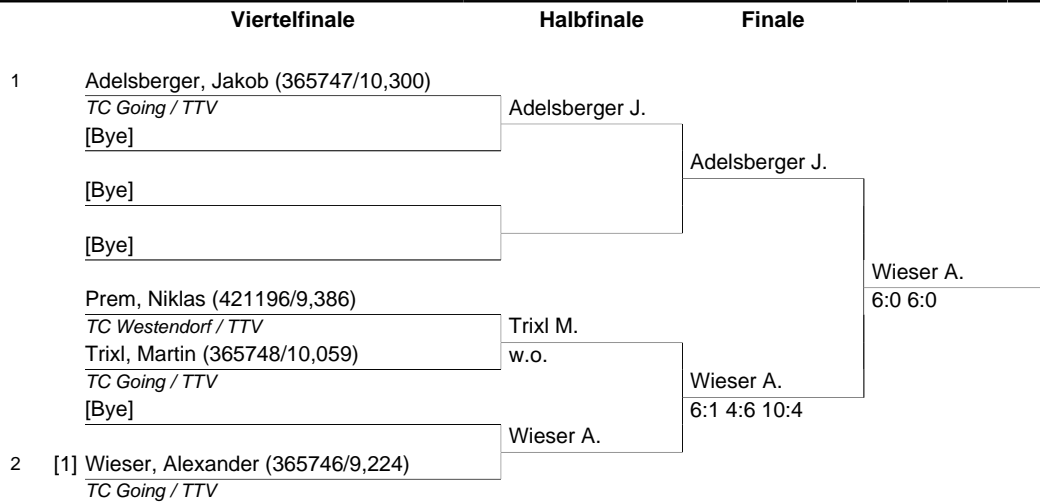 Viertelfinale Halbfinale Finale
1 Adelsberger, Jakob (365747/10,300)
TC Going / TTV Adelsberger J.
[Bye]
Adelsberger J.
[Bye]
[Bye]
Wieser A.
Prem, Niklas (421196/9,386) 6:0 6:0
TC Westendorf / TTV Trixl M.
Trixl, Martin (365748/10,059) w.o.
TC Going / TTV Wieser A.
[Bye] 6:1 4:6 10:4
Wieser A.
2 [1] Wieser, Alexander (365746/9,224)
TC Going / TTV